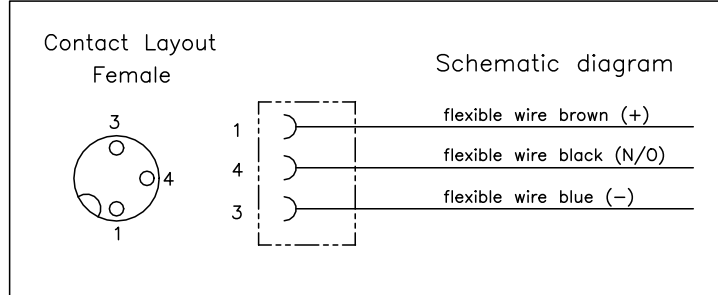 Contact Layout
Female
3
4
1
Schematic diagram
1
flexible wire brown (+)
4
flexible wire black (N/O)
3
flexible wire blue (−)